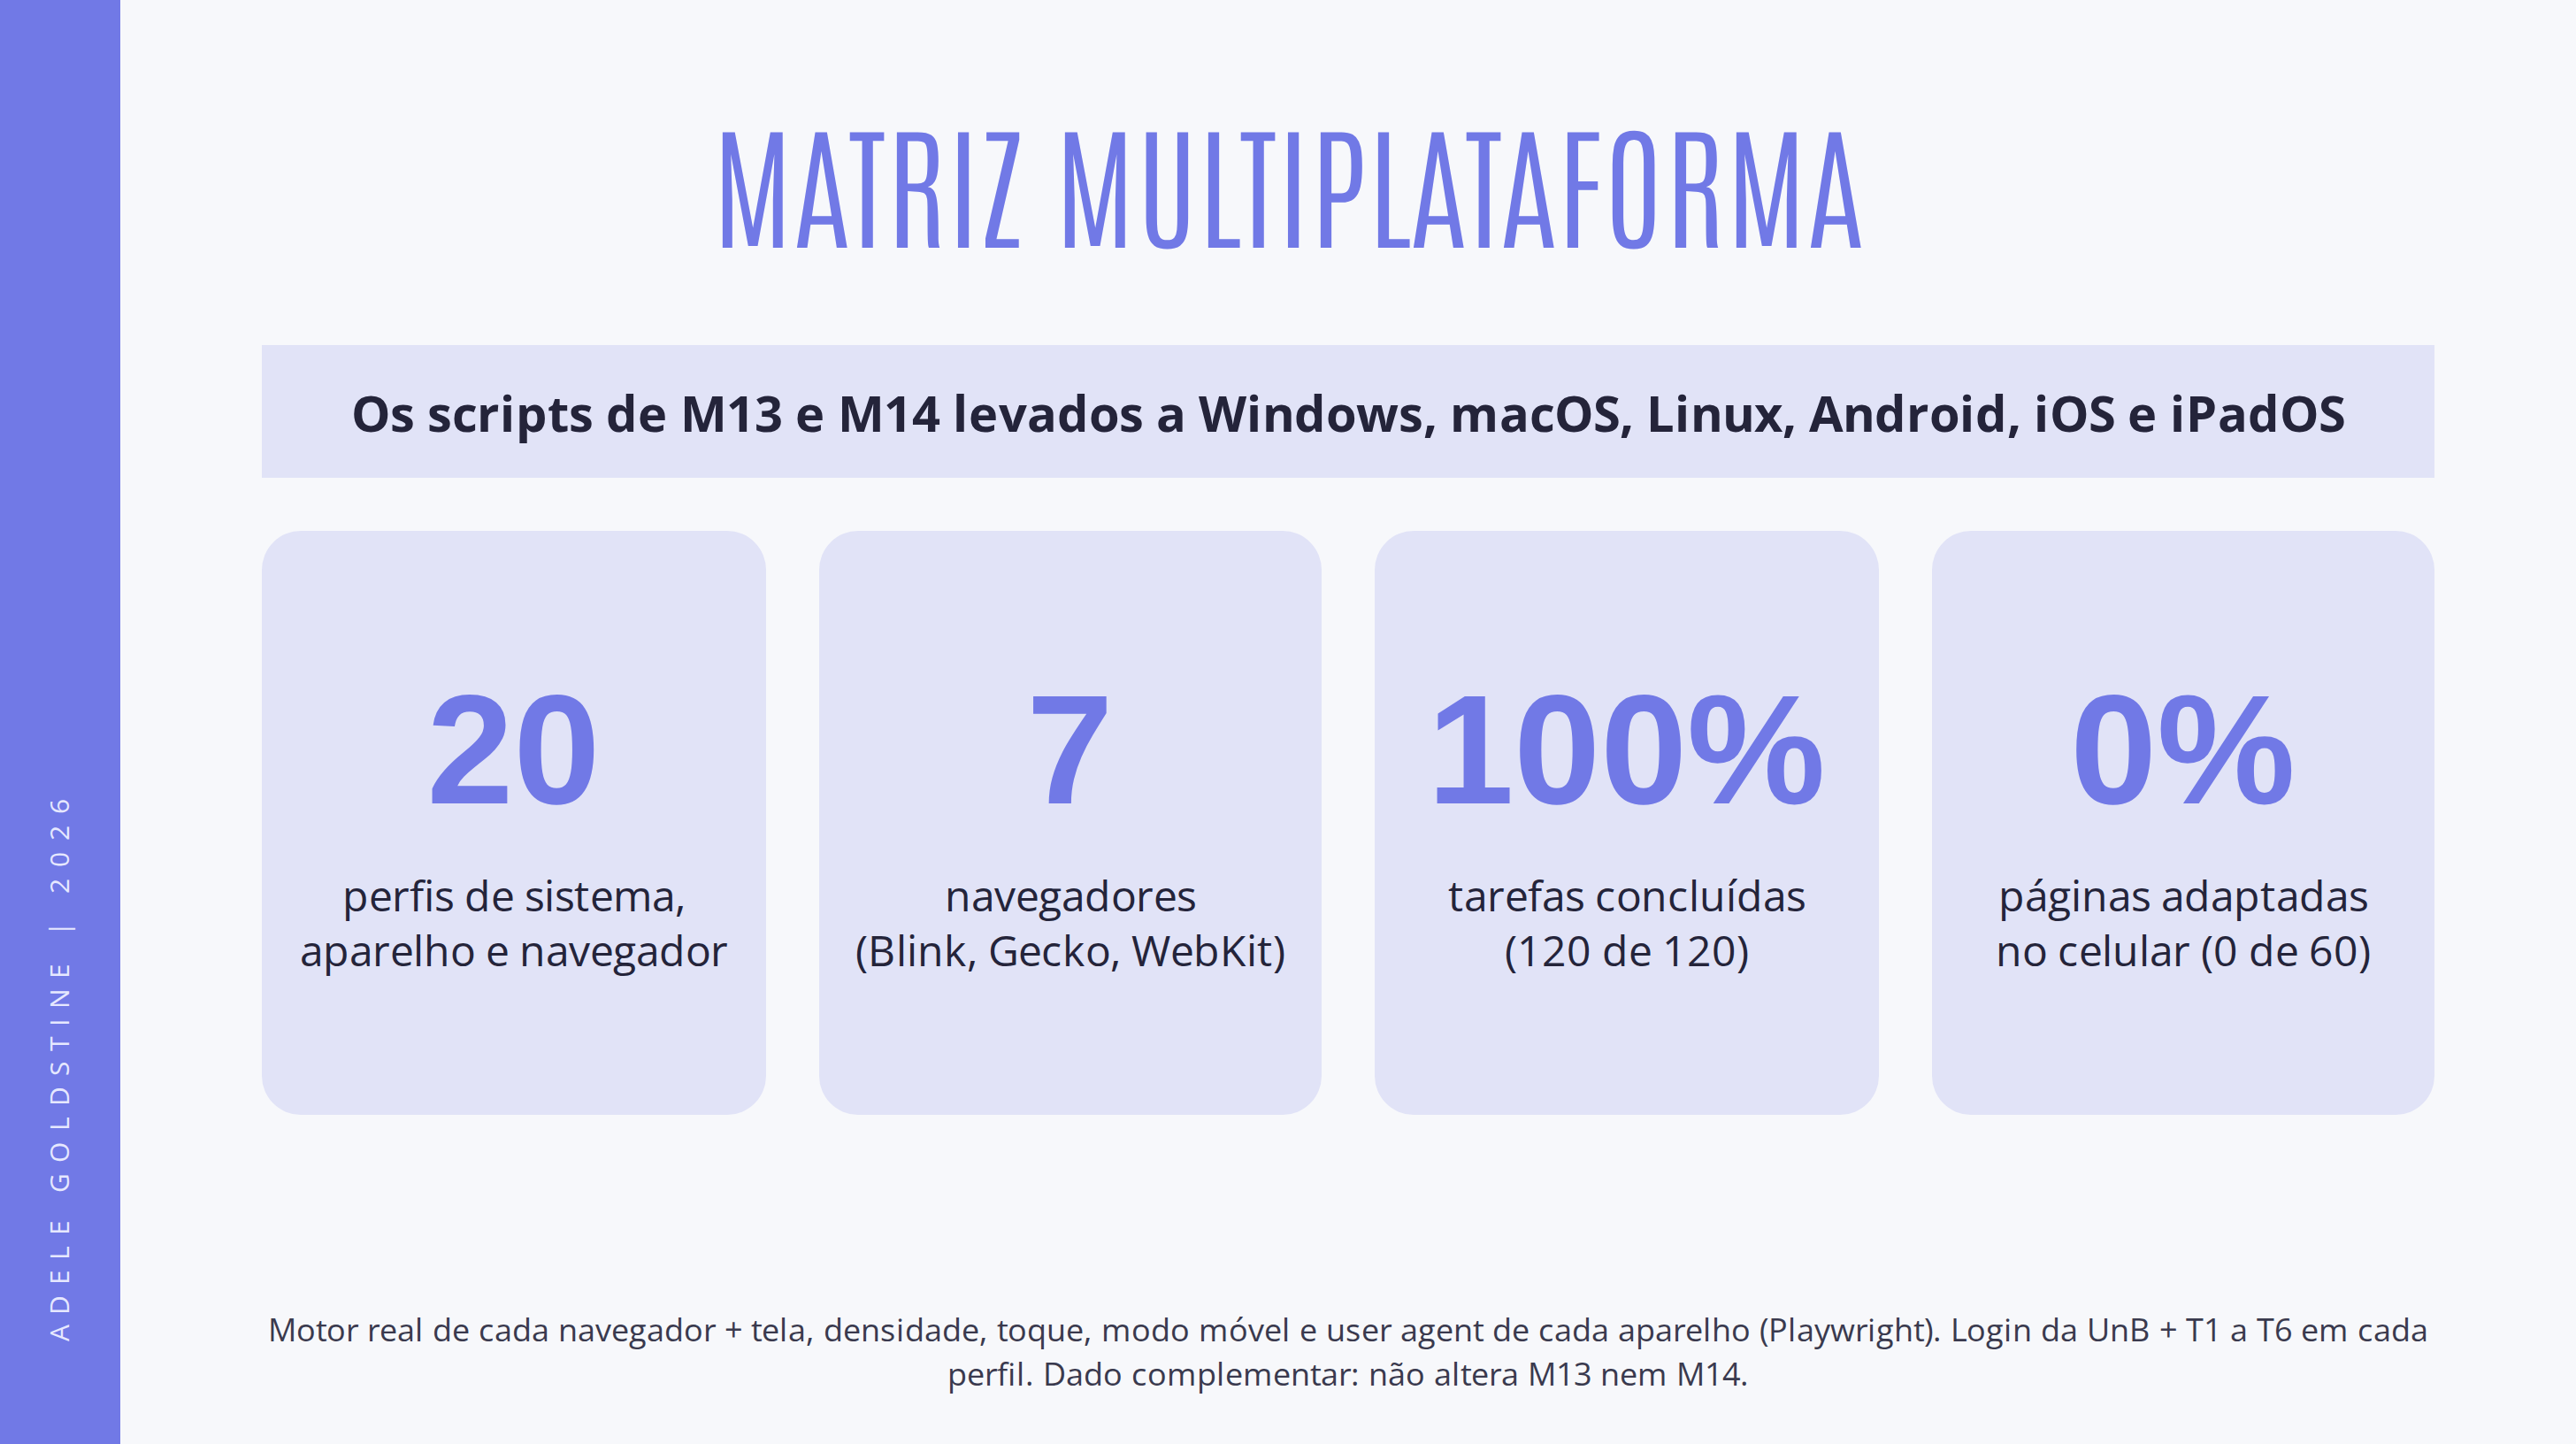 MATRIZ MULTIPLATAFORMA
Os scripts de M13 e M14 levados a Windows, macOS, Linux, Android, iOS e iPadOS
20
perfis de sistema,
aparelho e navegador
7
navegadores
(Blink, Gecko, WebKit)
100%
tarefas concluídas
(120 de 120)
0%
páginas adaptadas
no celular (0 de 60)
Motor real de cada navegador + tela, densidade, toque, modo móvel e user agent de cada aparelho (Playwright). Login da UnB + T1 a T6 em cada
perfil. Dado complementar: não altera M13 nem M14.
ADELE GOLDSTINE | 2026